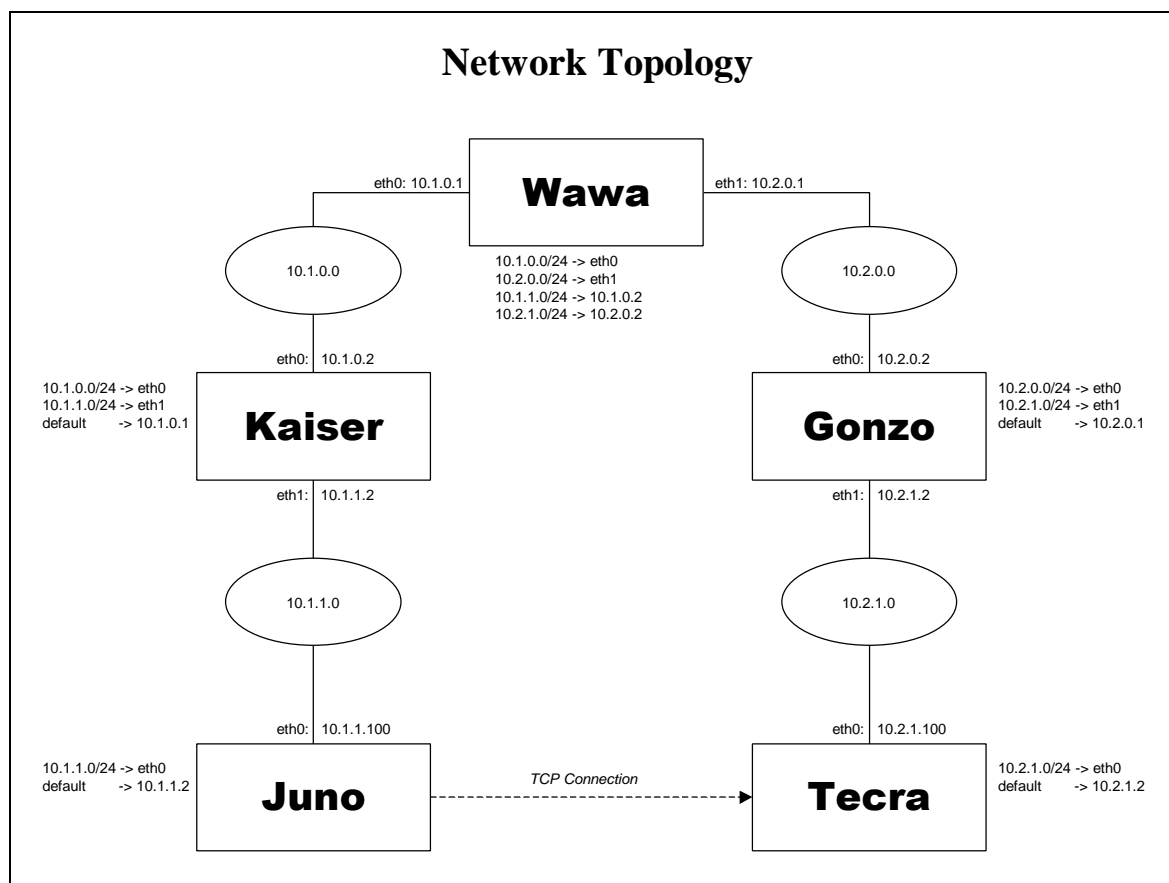 Network Topology
Wawa
eth0: 10.1.0.1
eth1: 10.2.0.1
10.1.0.0
10.2.0.0
10.1.0.0/24 -> eth0
10.2.0.0/24 -> eth1
10.1.1.0/24 -> 10.1.0.2
10.2.1.0/24 -> 10.2.0.2
eth0: 10.1.0.2
eth0: 10.2.0.2
10.1.0.0/24 -> eth0
10.1.1.0/24 -> eth1
default -> 10.1.0.1
Kaiser
Gonzo
10.2.0.0/24 -> eth0
10.2.1.0/24 -> eth1
default -> 10.2.0.1
eth1: 10.1.1.2
eth1: 10.2.1.2
10.1.1.0
10.2.1.0
eth0: 10.1.1.100
eth0: 10.2.1.100
10.1.1.0/24 -> eth0
default -> 10.1.1.2
Juno
TCP Connection
Tecra
10.2.1.0/24 -> eth0
default -> 10.2.1.2